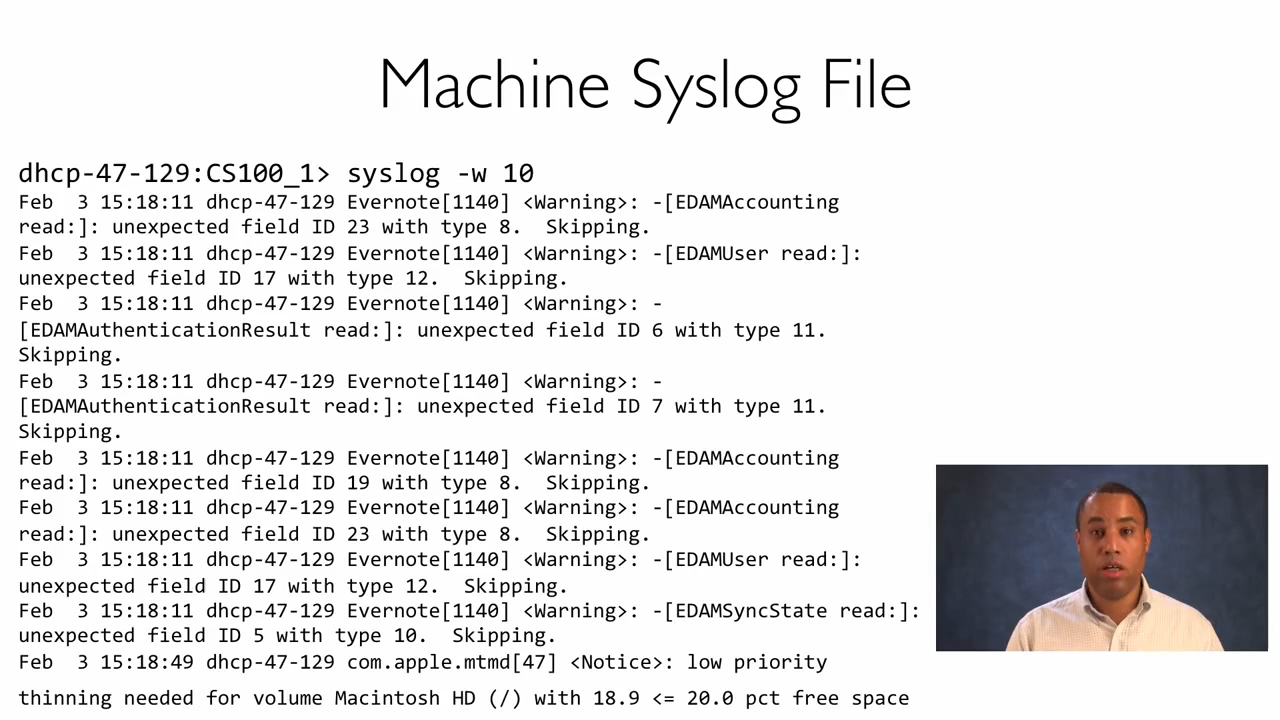 Machine Syslog File
dhcp-47-129:CS100_1> syslog -w 10
Feb  3 15:18:11 dhcp-47-129 Evernote[1140] <Warning>: -[EDAMAccounting
read:]: unexpected field ID 23 with type 8.  Skipping.
Feb  3 15:18:11 dhcp-47-129 Evernote[1140] <Warning>: -[EDAMUser read:]:
unexpected field ID 17 with type 12.  Skipping.
Feb  3 15:18:11 dhcp-47-129 Evernote[1140] <Warning>: -
[EDAMAuthenticationResult read:]: unexpected field ID 6 with type 11.
Skipping.
Feb  3 15:18:11 dhcp-47-129 Evernote[1140] <Warning>: -
[EDAMAuthenticationResult read:]: unexpected field ID 7 with type 11.
Skipping.
Feb  3 15:18:11 dhcp-47-129 Evernote[1140] <Warning>: -[EDAMAccounting
read:]: unexpected field ID 19 with type 8.  Skipping.
Feb  3 15:18:11 dhcp-47-129 Evernote[1140] <Warning>: -[EDAMAccounting
read:]: unexpected field ID 23 with type 8.  Skipping.
Feb  3 15:18:11 dhcp-47-129 Evernote[1140] <Warning>: -[EDAMUser read:]:
unexpected field ID 17 with type 12.  Skipping.
Feb  3 15:18:11 dhcp-47-129 Evernote[1140] <Warning>: -[EDAMSyncState read:]:
unexpected field ID 5 with type 10.  Skipping.
Feb  3 15:18:49 dhcp-47-129 com.apple.mtmd[47] <Notice>: low priority
thinning needed for volume Macintosh HD (/) with 18.9 <= 20.0 pct free space